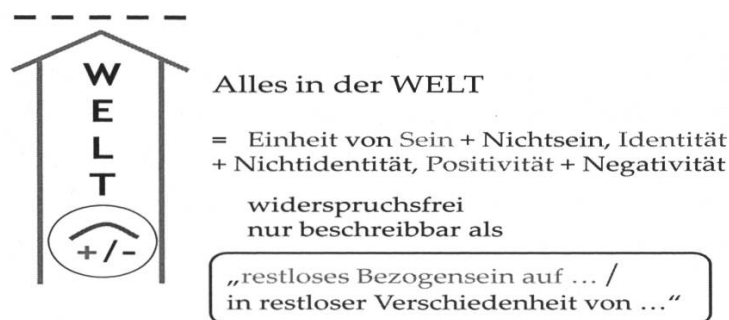 WELT
+/-
Alles in der WELT
= Einheit von Sein + Nichtsein, Identität
+ Nichtidentität, Positivität + Negativität
widerspruchsfrei
nur beschreibbar als
„restloses Bezogensein auf ... /
in restloser Verschiedenheit von ...“